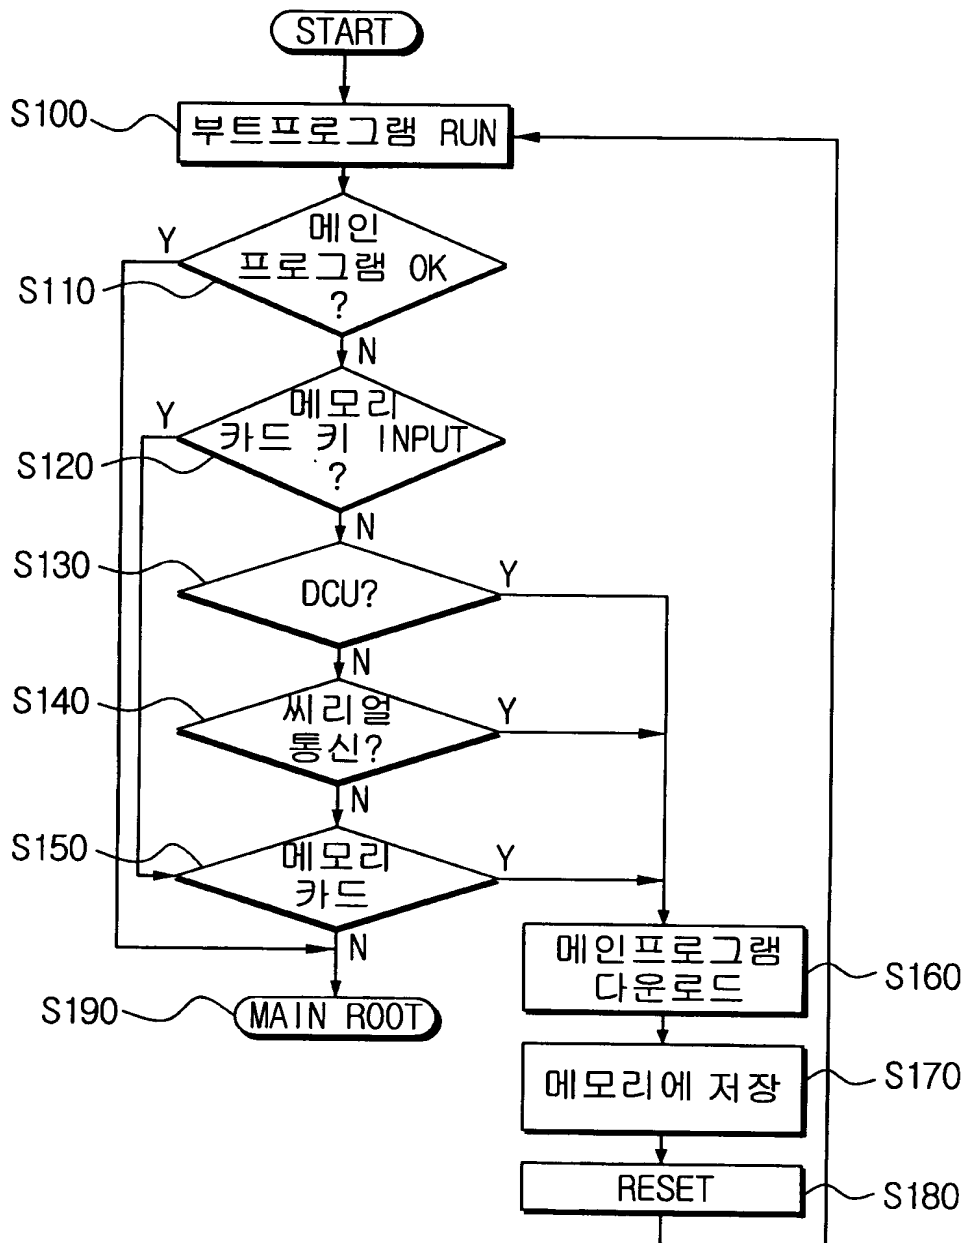 START
S100
부트프로그램 RUN
Y
메인
프로그램 OK
?
S110
N
Y
메모리
카드 키 INPUT
?
S120
N
S130
DCU?
Y
N
S140
씨리얼
통신?
Y
N
S150
메모리
카드
Y
N
메인프로그램
다운로드
S160
S190
MAIN ROOT
메모리에 저장
S170
RESET
S180